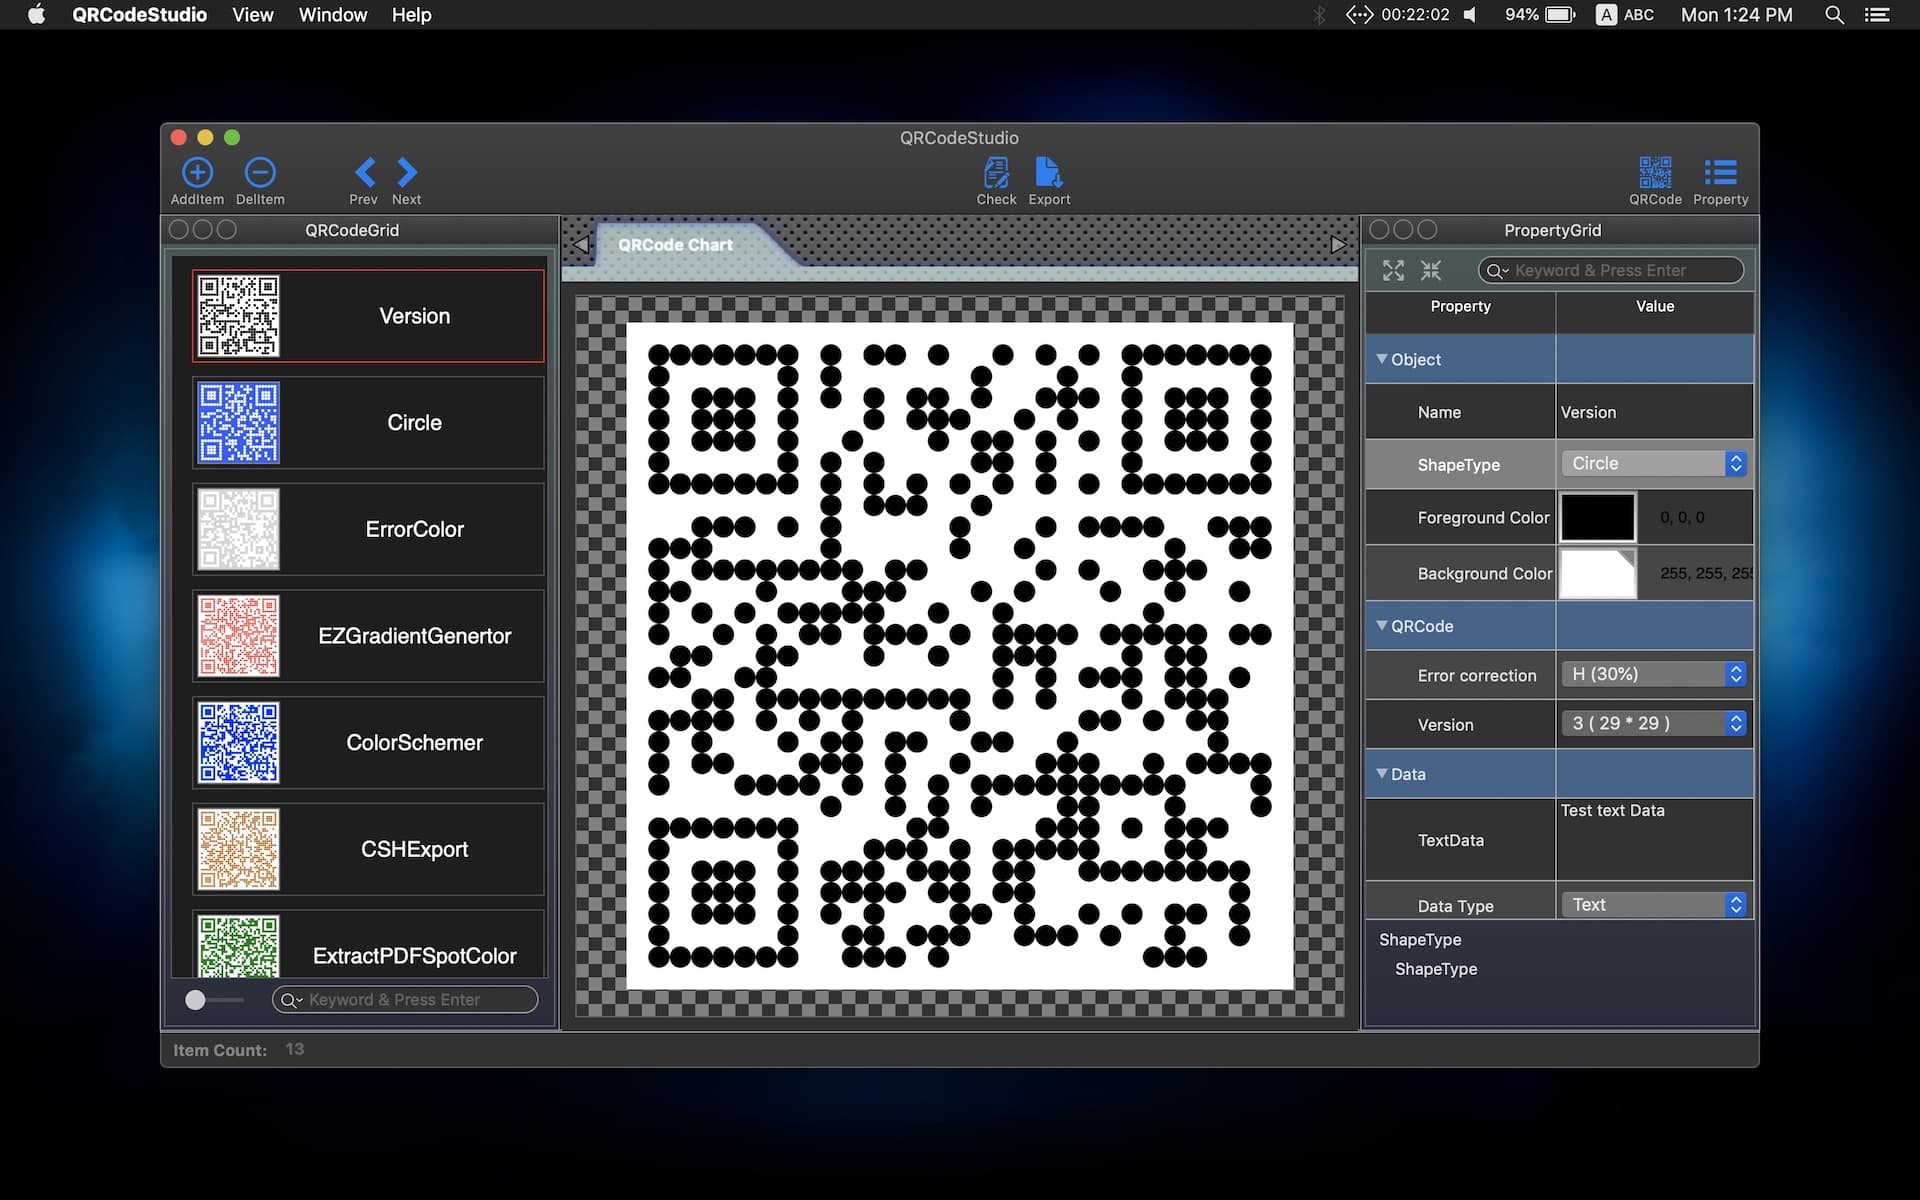 QRCodeStudio View Window Help 00:22:02 94% A ABC Mon 1:24 PM
QRCodeStudio
AddItem DelItem Prev Next Check Export QRCode Property
QRCodeGrid
Version
Circle
ErrorColor
EZGradientGenertor
ColorSchemer
CSHExport
ExtractPDFSpotColor
Keyword & Press Enter
QRCode Chart
PropertyGrid
Keyword & Press Enter
Property Value
Object
Name Version
ShapeType Circle
Foreground Color 0, 0, 0
Background Color 255, 255, 255
QRCode
Error correction H (30%)
Version 3 ( 29 * 29 )
Data
TextData Test text Data
Data Type Text
ShapeType
ShapeType
Item Count: 13